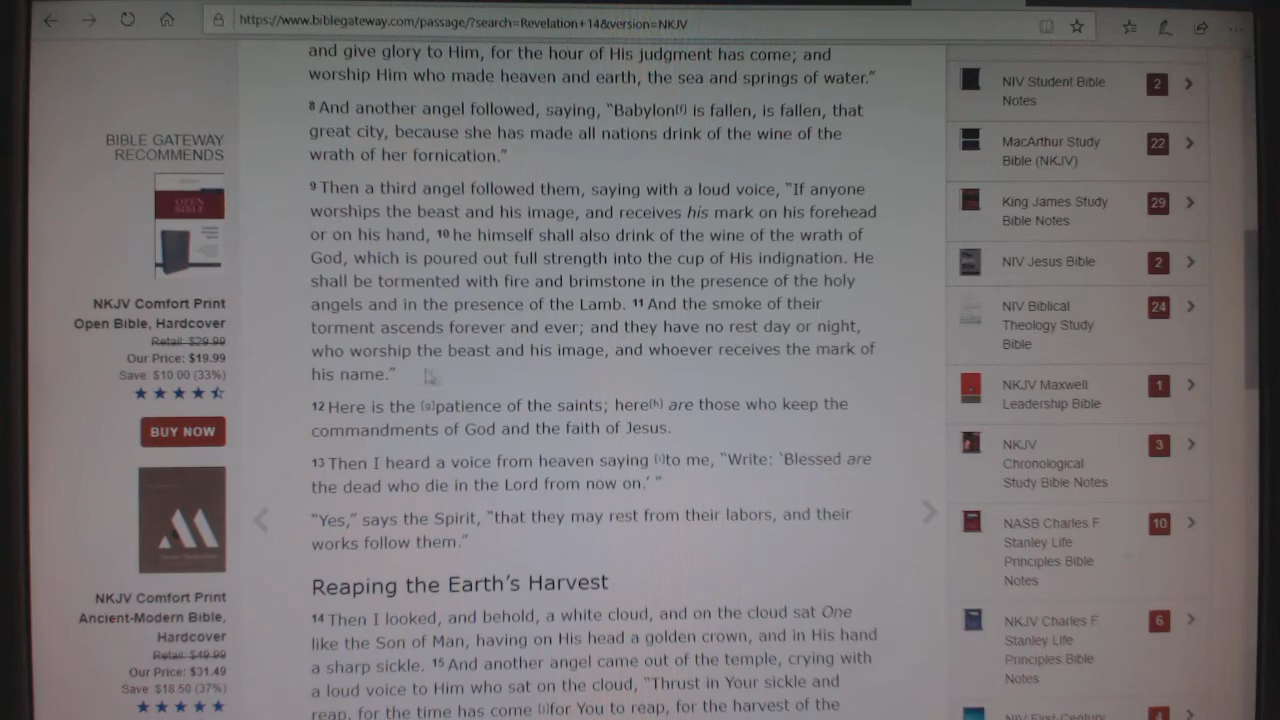 https://www.biblegateway.com/passage/?search=Revelation+14&version=NKJV
and give glory to Him, for the hour of His judgment has come; and
worship Him who made heaven and earth, the sea and springs of water.”
8 And another angel followed, saying, “Babylon[f] is fallen, is fallen, that
great city, because she has made all nations drink of the wine of the
wrath of her fornication.”
9 Then a third angel followed them, saying with a loud voice, “If anyone
worships the beast and his image, and receives his mark on his forehead
or on his hand, 10 he himself shall also drink of the wine of the wrath of
God, which is poured out full strength into the cup of His indignation. He
shall be tormented with fire and brimstone in the presence of the holy
angels and in the presence of the Lamb. 11 And the smoke of their
torment ascends forever and ever; and they have no rest day or night,
who worship the beast and his image, and whoever receives the mark of
his name.”
12 Here is the [g]patience of the saints; here[h] are those who keep the
commandments of God and the faith of Jesus.
13 Then I heard a voice from heaven saying [i]to me, “Write: ‘Blessed are
the dead who die in the Lord from now on.’ ”
“Yes,” says the Spirit, “that they may rest from their labors, and their
works follow them.”
Reaping the Earth’s Harvest
14 Then I looked, and behold, a white cloud, and on the cloud sat One
like the Son of Man, having on His head a golden crown, and in His hand
a sharp sickle. 15 And another angel came out of the temple, crying with
a loud voice to Him who sat on the cloud, “Thrust in Your sickle and
reap, for the time has come [j]for You to reap, for the harvest of the
BIBLE GATEWAY
RECOMMENDS
OPEN
BIBLE
NKJV Comfort Print
Open Bible, Hardcover
Retail: $29.99
Our Price: $19.99
Save: $10.00 (33%)
BUY NOW
NKJV Comfort Print
Ancient-Modern Bible,
Hardcover
Retail: $49.99
Our Price: $31.49
Save: $18.50 (37%)
NIV Student Bible
Notes
2
MacArthur Study
Bible (NKJV)
22
King James Study
Bible Notes
29
NIV Jesus Bible
2
NIV Biblical
Theology Study
Bible
24
NKJV Maxwell
Leadership Bible
1
NKJV
Chronological
Study Bible Notes
3
NASB Charles F
Stanley Life
Principles Bible
Notes
10
NKJV Charles F
Stanley Life
Principles Bible
Notes
6
NIV First-Century
4